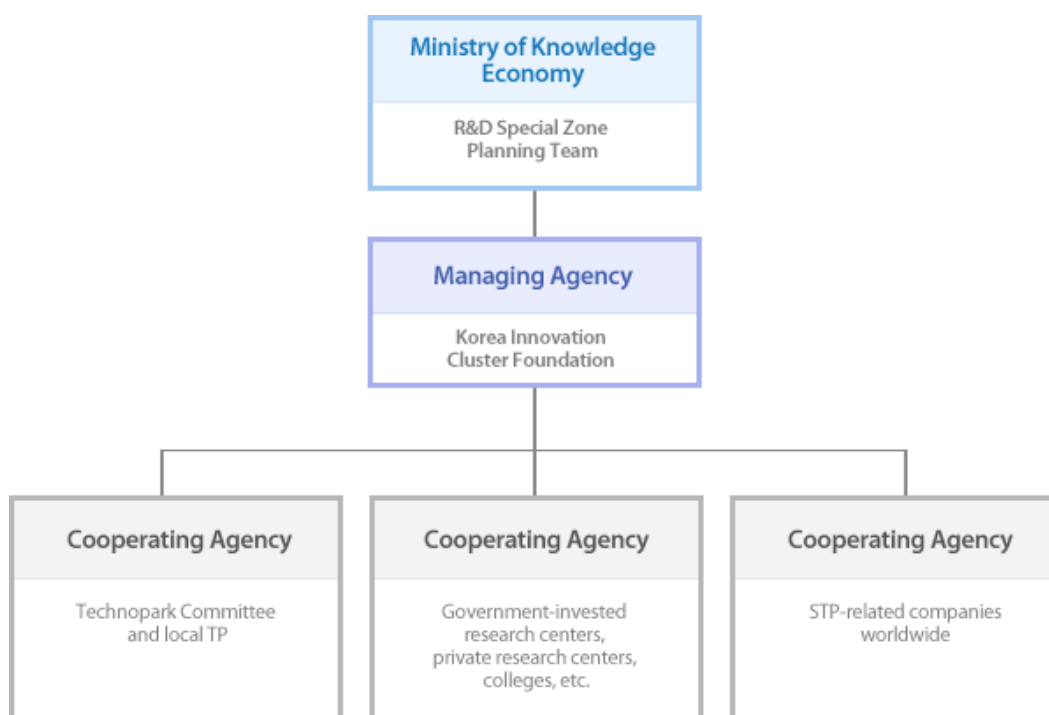 Ministry of Knowledge
Economy
R&D Special Zone
Planning Team
Managing Agency
Korea Innovation
Cluster Foundation
Cooperating Agency
Technopark Committee
and local TP
Cooperating Agency
Government-invested
research centers,
private research centers,
colleges, etc.
Cooperating Agency
STP-related companies
worldwide